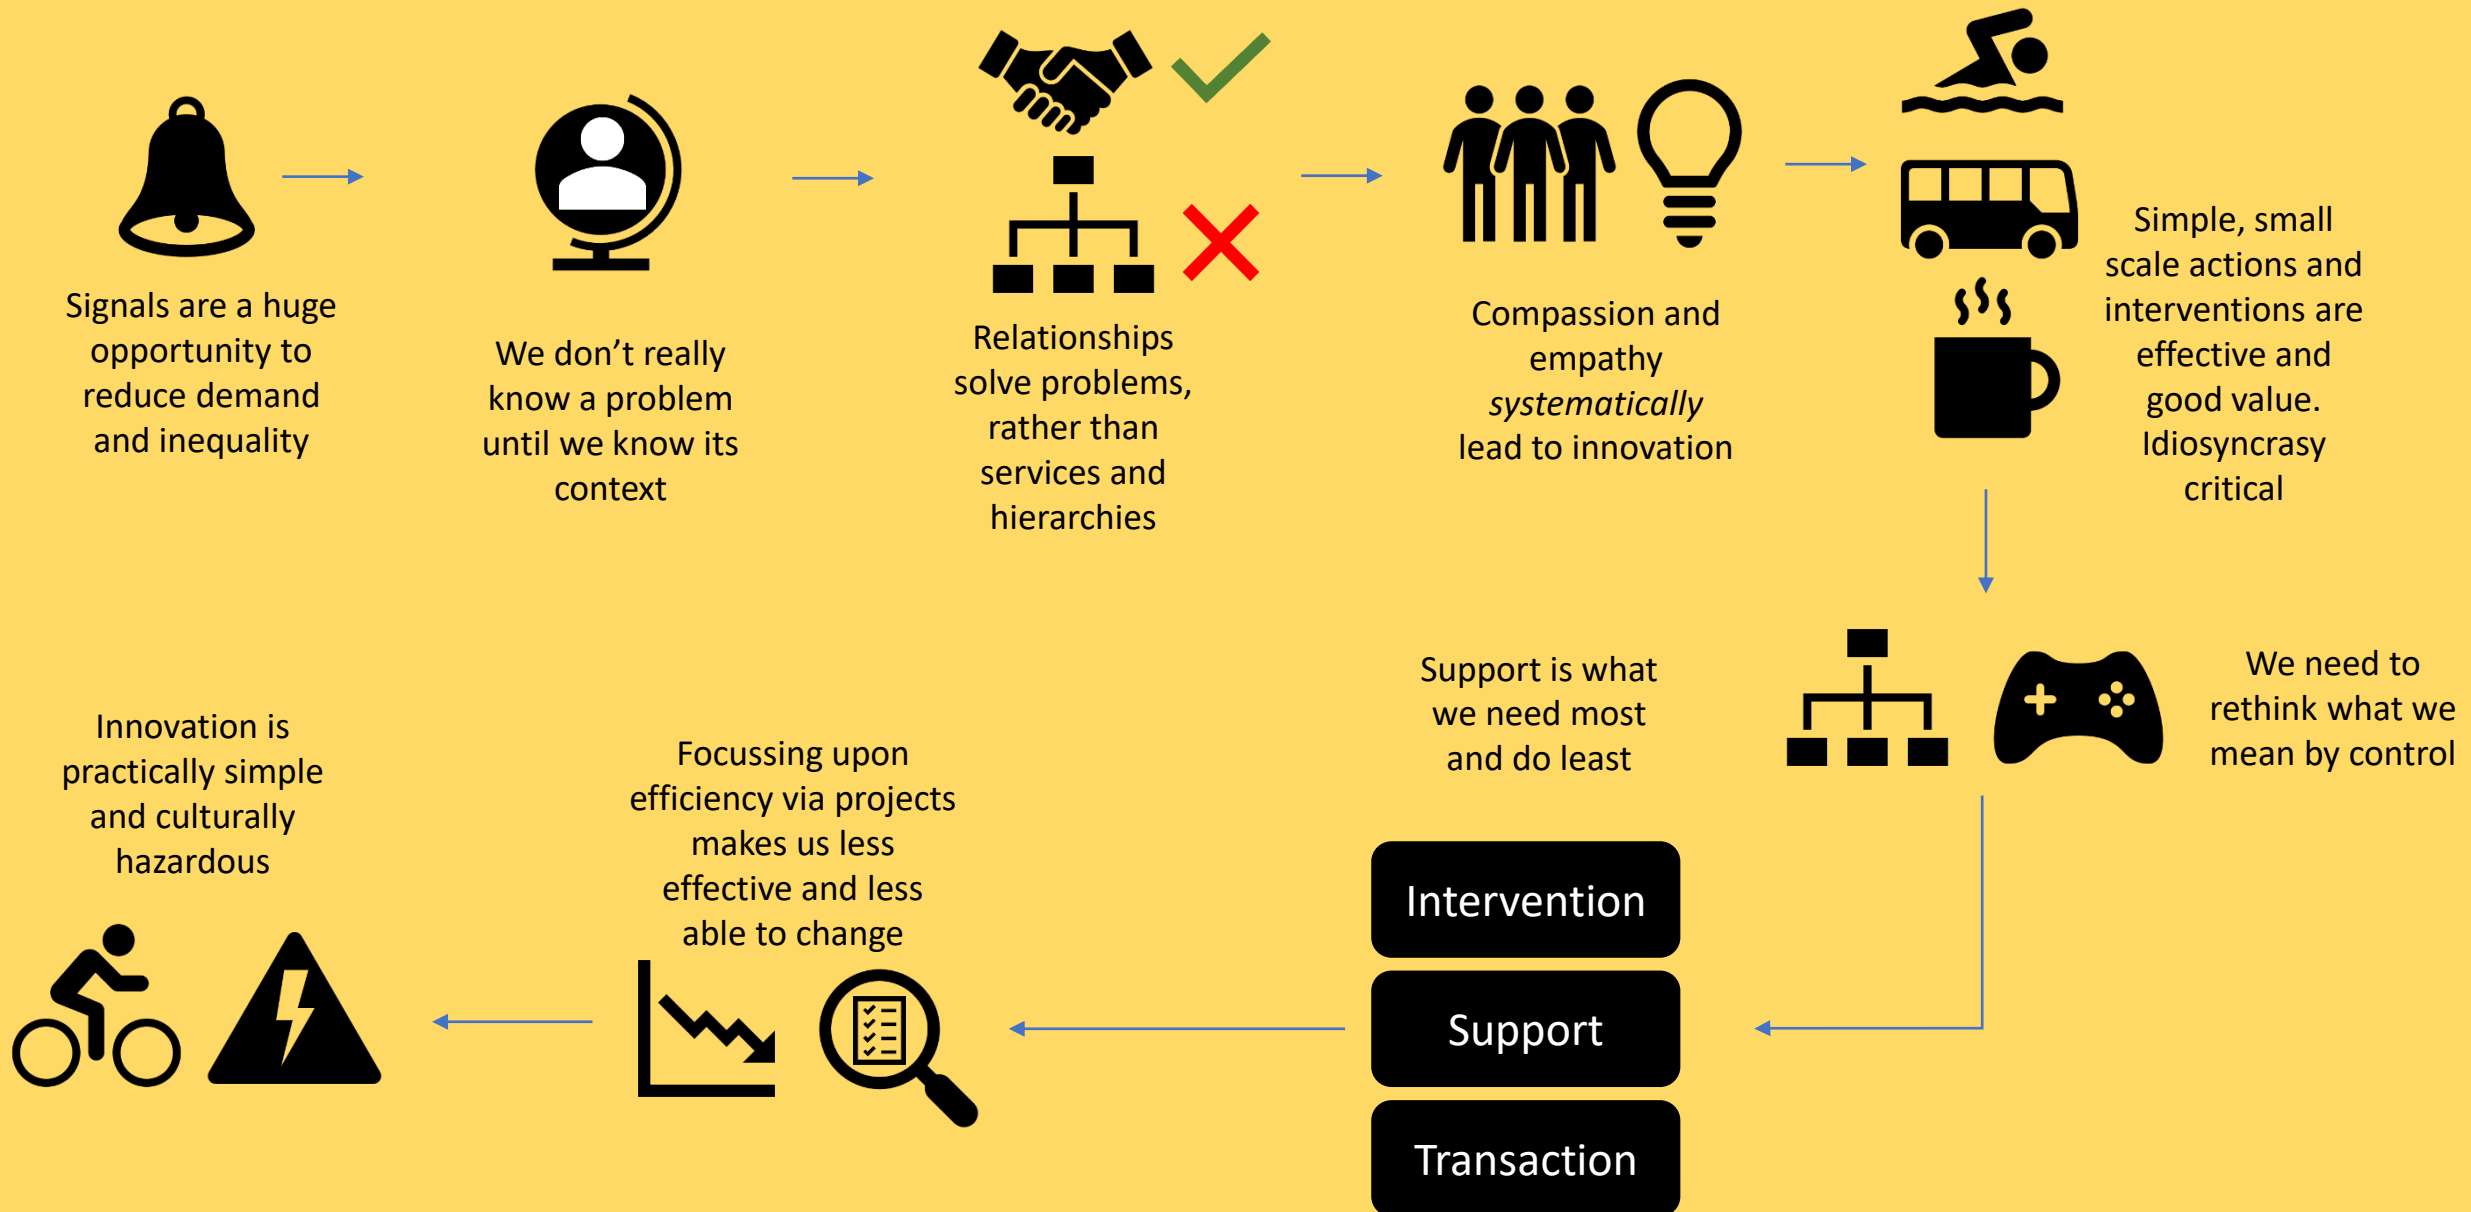 Signals are a huge
opportunity to
reduce demand
and inequality
We don’t really
know a problem
until we know its
context
Relationships
solve problems,
rather than
services and
hierarchies
Compassion and
empathy
systematically
lead to innovation
Simple, small
scale actions and
interventions are
effective and
good value.
Idiosyncrasy
critical
We need to
rethink what we
mean by control
Support is what
we need most
and do least
Intervention
Support
Transaction
Focussing upon
efficiency via projects
makes us less
effective and less
able to change
Innovation is
practically simple
and culturally
hazardous